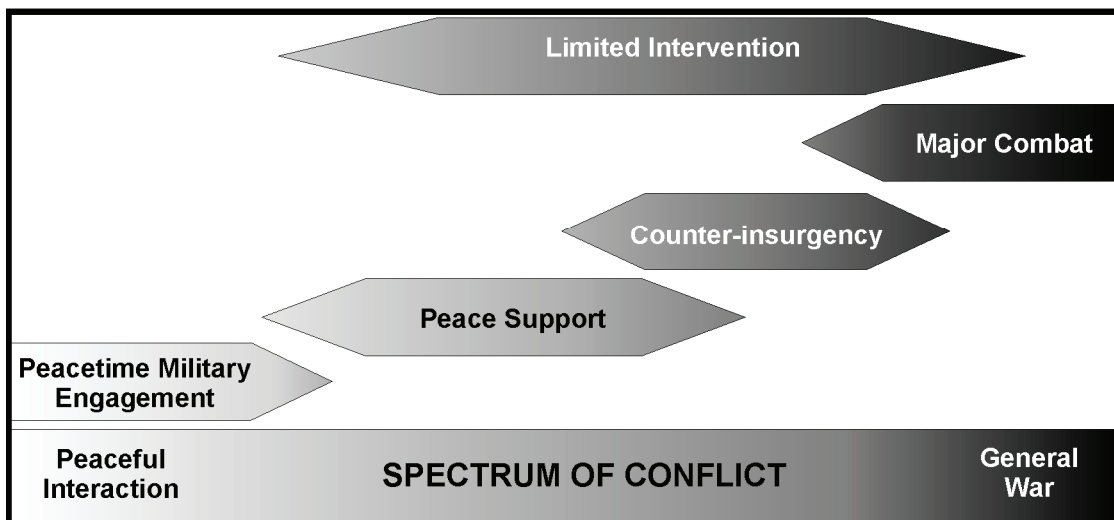 Limited Intervention
Major Combat
Counter-insurgency
Peace Support
Peacetime Military
Engagement
Peaceful
Interaction
SPECTRUM OF CONFLICT
General
War